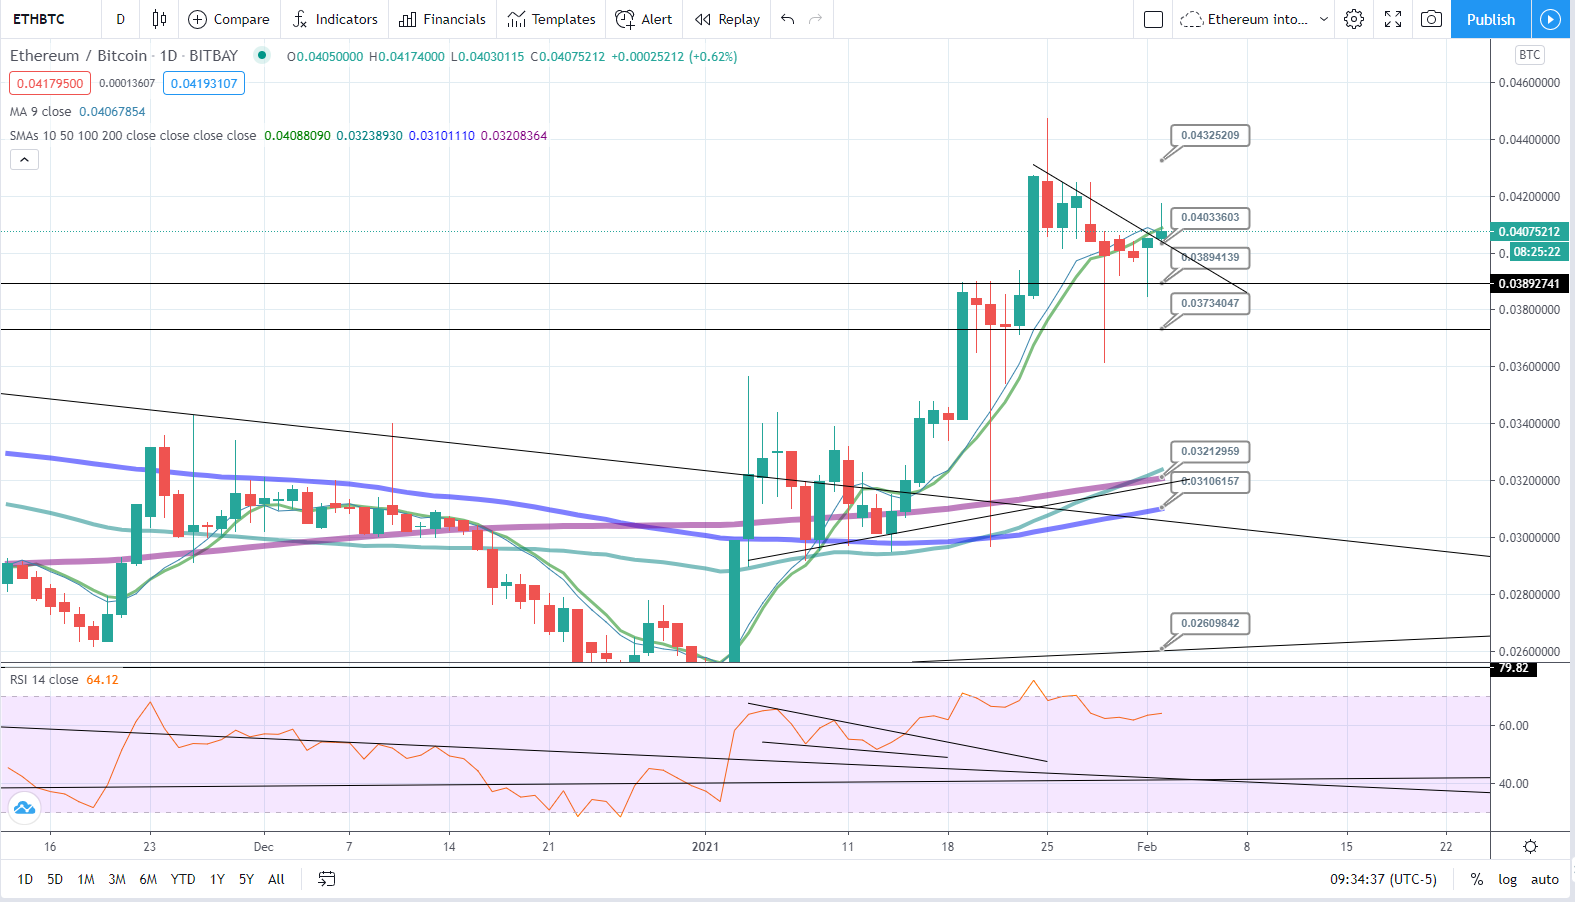 ETHBTC D Compare Indicators Financials Templates Alert Replay Ethereum into... Publish
Ethereum / Bitcoin · 1D · BITBAY O0.04050000 H0.04174000 L0.04030115 C0.04075212 +0.00025212 (+0.62%)
BTC
0.04179500 0.00013607 0.04193107
MA 9 close 0.04067854
SMAs 10 50 100 200 close close close close 0.04088090 0.03238930 0.03101110 0.03208364
0.04600000
0.04325209
0.04400000
0.04200000
0.04033603
0.04075212
08:25:22
0.03894139
0.03892741
0.03734047
0.03800000
0.03600000
0.03400000
0.03212959
0.03106157
0.03200000
0.03000000
0.02800000
0.02609842
0.02600000
79.82
RSI 14 close 64.12
60.00
40.00
16 23 Dec 7 14 21 2021 11 18 25 Feb 8 15 22
1D 5D 1M 3M 6M YTD 1Y 5Y All 09:34:37 (UTC-5) % log auto